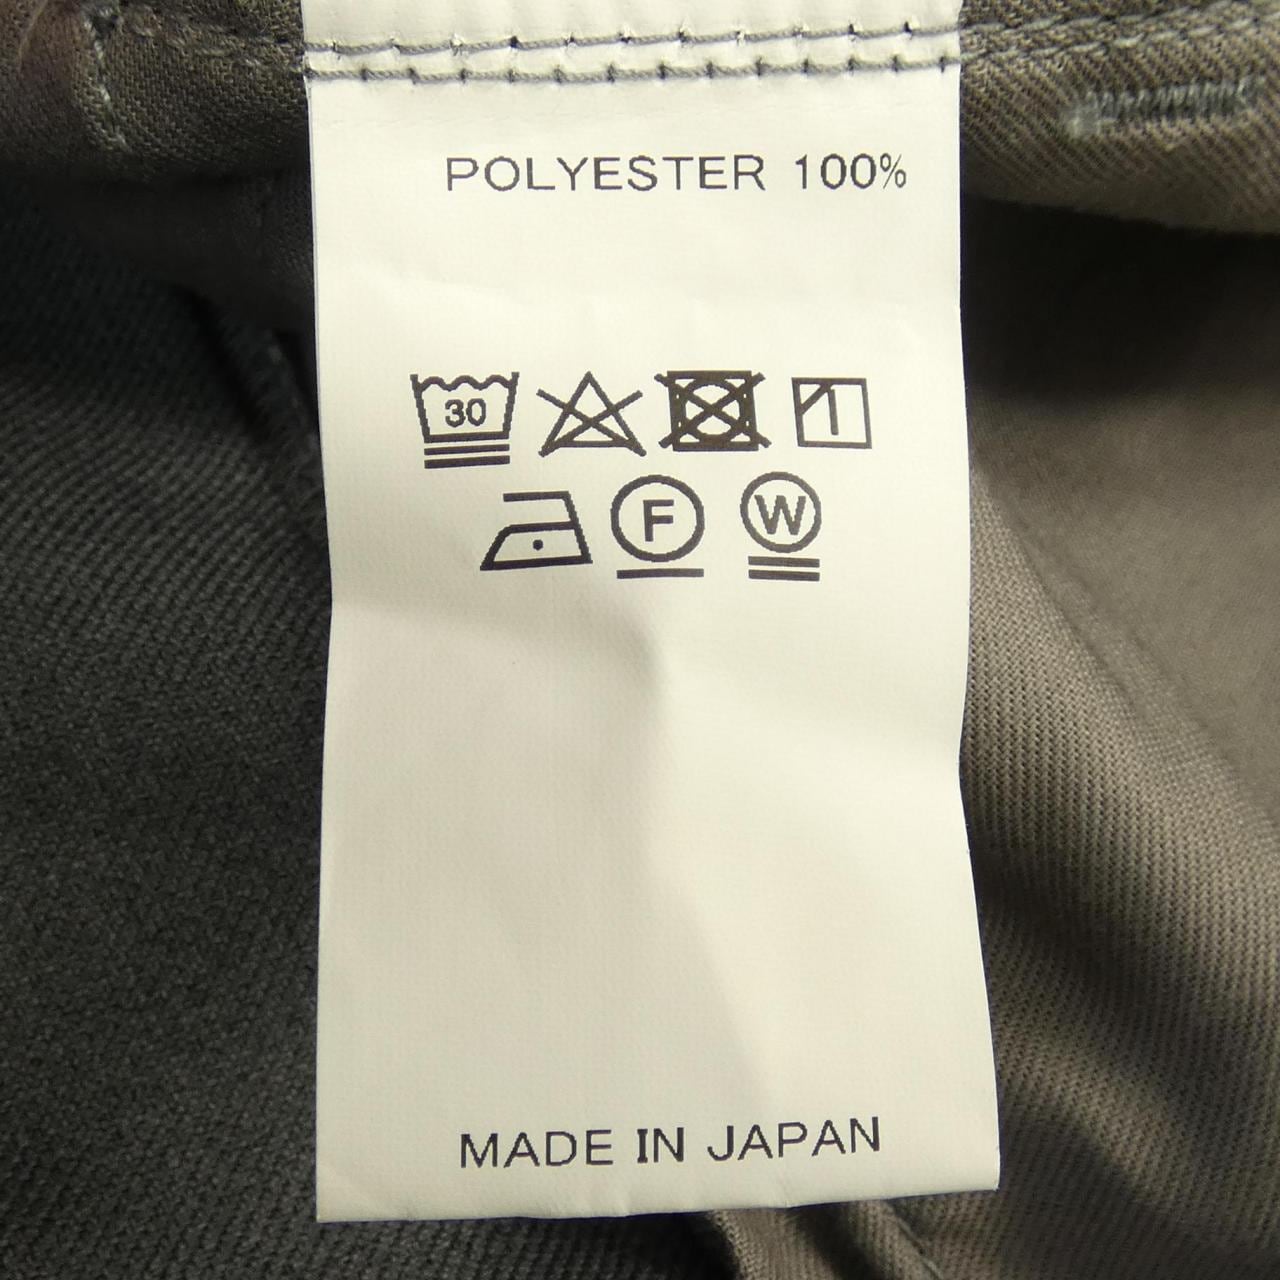 POLYESTER 100%
30
F W
MADE IN JAPAN